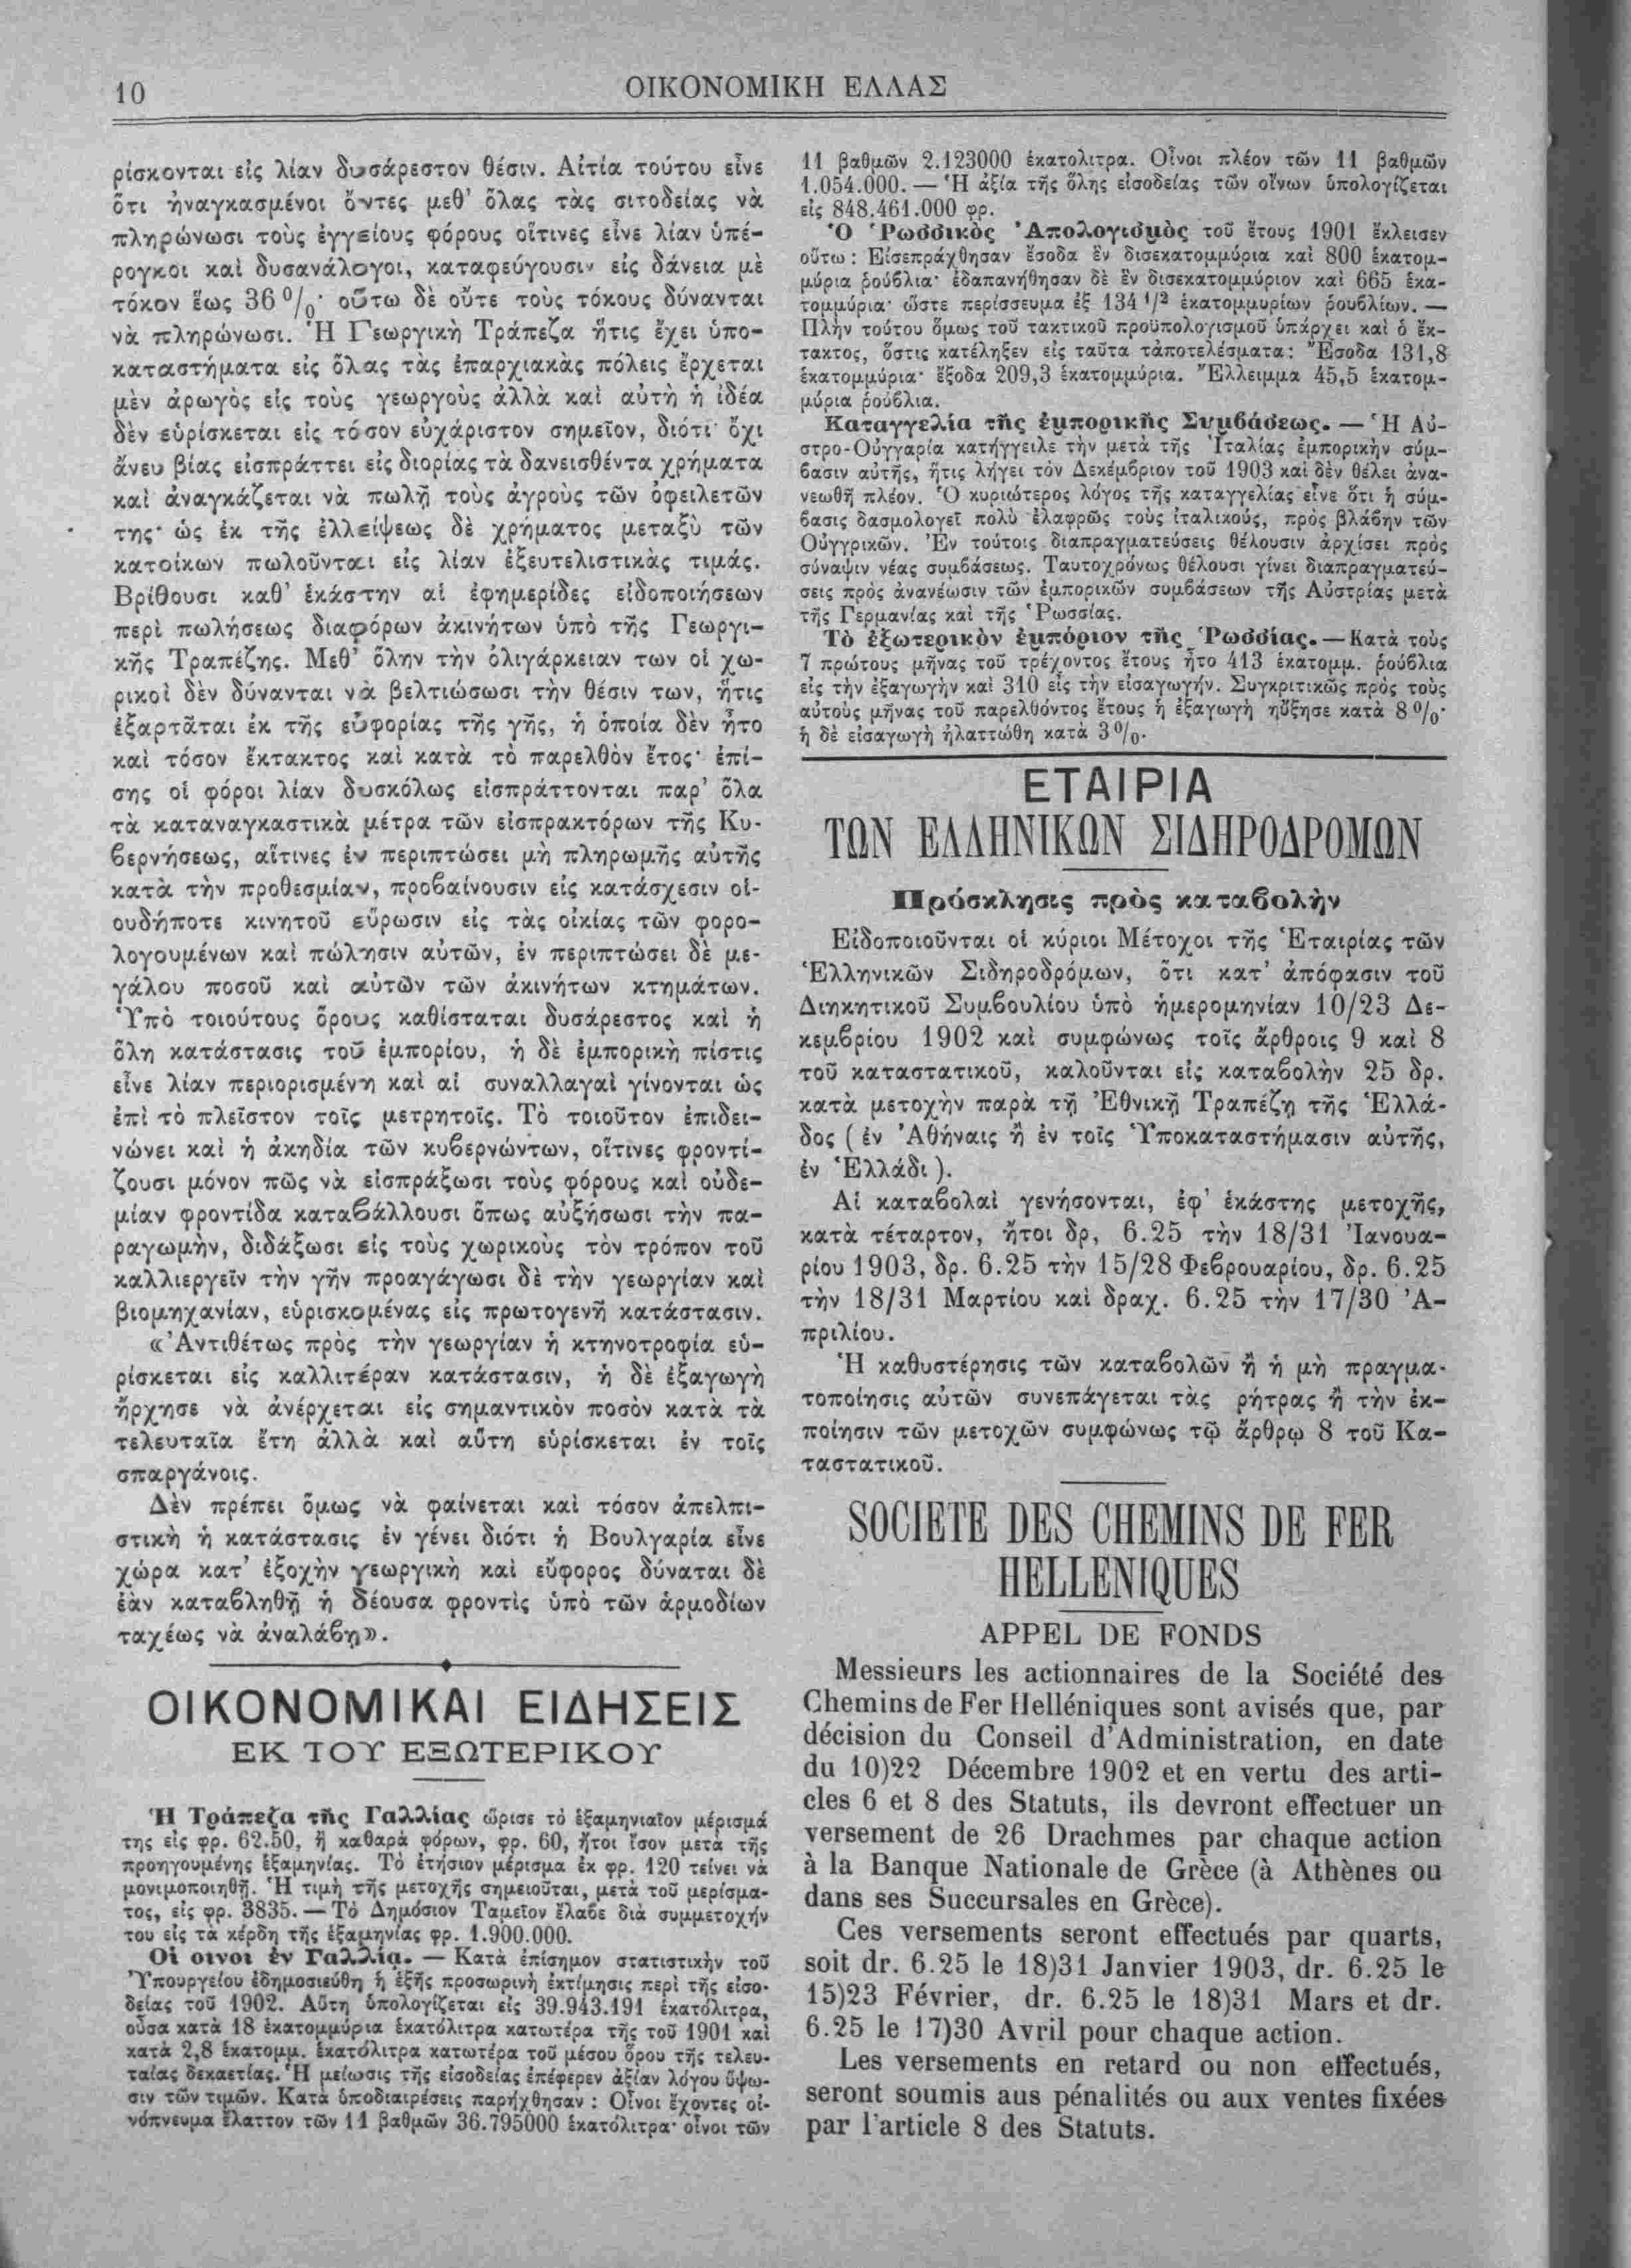 10
ΟΙΚΟΝΟΜΙΚΗ ΕΛΛΑΣ
ρίσκονται εἰς λίαν δυσάρεστον θέσιν. Αἰτία τούτου εἶνε
ὅτι ἠναγκασμένοι ὄντες μεθ' ὅλας τὰς σιτοδείας νὰ
πληρώνωσι τοὺς ἐγγείους φόρους οἵτινες εἶνε λίαν ὑπέ-
ρογκοι καὶ δυσανάλογοι, καταφεύγουσιν εἰς δάνεια μὲ
τόκον ἕως 36 %· οὕτω δὲ οὔτε τοὺς τόκους δύνανται
νὰ πληρώνωσι. Ἡ Γεωργικὴ Τράπεζα ἥτις ἔχει ὑπο-
καταστήματα εἰς ὅλας τὰς ἐπαρχιακὰς πόλεις ἔρχεται
μὲν ἀρωγὸς εἰς τοὺς γεωργοὺς ἀλλὰ καὶ αὐτὴ ἡ ἰδέα
δὲν εὑρίσκεται εἰς τόσον εὐχάριστον σημεῖον, διότι ὄχι
ἄνευ βίας εἰσπράττει εἰς διορίας τὰ δανεισθέντα χρήματα
καὶ ἀναγκάζεται νὰ πωλῇ τοὺς ἀγροὺς τῶν ὀφειλετῶν
της· ὡς ἐκ τῆς ἐλλείψεως δὲ χρήματος μεταξὺ τῶν
κατοίκων πωλοῦνται εἰς λίαν ἐξευτελιστικὰς τιμάς.
Βρίθουσι καθ' ἑκάστην αἱ ἐφημερίδες εἰδοποιήσεων
περὶ πωλήσεως διαφόρων ἀκινήτων ὑπὸ τῆς Γεωργι-
κῆς Τραπέζης. Μεθ' ὅλην τὴν ὀλιγάρκειαν των οἱ χω-
ρικοὶ δὲν δύνανται νὰ βελτιώσωσι τὴν θέσιν των, ἥτις
ἐξαρτᾶται ἐκ τῆς εὐφορίας τῆς γῆς, ἡ ὁποία δὲν ἦτο
καὶ τόσον ἔκτακτος καὶ κατὰ τὸ παρελθὸν ἔτος· ἐπί-
σης οἱ φόροι λίαν δυσκόλως εἰσπράττονται παρ' ὅλα
τὰ καταναγκαστικὰ μέτρα τῶν εἰσπρακτόρων τῆς Κυ-
βερνήσεως, αἵτινες ἐν περιπτώσει μὴ πληρωμῆς αὐτῆς
κατὰ τὴν προθεσμίαν, προβαίνουσιν εἰς κατάσχεσιν οἱ-
ουδήποτε κινητοῦ εὕρωσιν εἰς τὰς οἰκίας τῶν φορο-
λογουμένων καὶ πώλησιν αὐτῶν, ἐν περιπτώσει δὲ με-
γάλου ποσοῦ καὶ αὐτῶν τῶν ἀκινήτων κτημάτων.
Ὑπὸ τοιούτους ὅρους καθίσταται δυσάρεστος καὶ ἡ
ὅλη κατάστασις τοῦ ἐμπορίου, ἡ δὲ ἐμπορικὴ πίστις
εἶνε λίαν περιορισμένη καὶ αἱ συναλλαγαὶ γίνονται ὡς
ἐπὶ τὸ πλεῖστον τοῖς μετρητοῖς. Τὸ τοιοῦτον ἐπιδει-
νώνει καὶ ἡ ἀκηδία τῶν κυβερνώντων, οἵτινες φροντί-
ζουσι μόνον πῶς νὰ εἰσπράξωσι τοὺς φόρους καὶ οὐδε-
μίαν φροντίδα καταβάλλουσι ὅπως αὐξήσωσι τὴν πα-
ραγωμὴν, διδάξωσι εἰς τοὺς χωρικοὺς τὸν τρόπον τοῦ
καλλιεργεῖν τὴν γῆν προαγάγωσι δὲ τὴν γεωργίαν καὶ
βιομηχανίαν, εὑρισκομένας εἰς πρωτογενῆ κατάστασιν.
«Ἀντιθέτως πρὸς τὴν γεωργίαν ἡ κτηνοτροφία εὑ-
ρίσκεται εἰς καλλιτέραν κατάστασιν, ἡ δὲ ἐξαγωγὴ
ἤρχησε νὰ ἀνέρχεται εἰς σημαντικὸν ποσὸν κατὰ τὰ
τελευταῖα ἔτη ἀλλὰ καὶ αὕτη εὑρίσκεται ἐν τοῖς
σπαργάνοις.
Δὲν πρέπει ὅμως νὰ φαίνεται καὶ τόσον ἀπελπι-
στικὴ ἡ κατάστασις ἐν γένει διότι ἡ Βουλγαρία εἶνε
χώρα κατ' ἐξοχὴν γεωργικὴ καὶ εὔφορος δύναται δὲ
ἐὰν καταβληθῇ ἡ δέουσα φροντὶς ὑπὸ τῶν ἁρμοδίων
ταχέως νὰ ἀναλάβῃ».
ΟΙΚΟΝΟΜΙΚΑΙ ΕΙΔΗΣΕΙΣ
ΕΚ ΤΟΥ ΕΞΩΤΕΡΙΚΟΥ
Ἡ Τράπεζα τῆς Γαλλίας ὥρισε τὸ ἑξαμηνιαῖον μέρισμά
της εἰς φρ. 62.50, ἢ καθαρὰ φόρων, φρ. 60, ἤτοι ἴσον μετὰ τῆς
προηγουμένης ἑξαμηνίας. Τὸ ἐτήσιον μέρισμα ἐκ φρ. 120 τείνει νὰ
μονιμοποιηθῇ. Ἡ τιμὴ τῆς μετοχῆς σημειοῦται, μετὰ τοῦ μερίσμα-
τος, εἰς φρ. 3835. — Τὸ Δημόσιον Ταμεῖον ἔλαβε διὰ συμμετοχήν
του εἰς τὰ κέρδη τῆς ἑξαμηνίας φρ. 1.900.000.
Οἱ οινοι ἐν Γαλλίᾳ. — Κατὰ ἐπίσημον στατιστικὴν τοῦ
Ὑπουργείου ἐδημοσιεύθη ἡ ἑξῆς προσωρινὴ ἐκτίμησις περὶ τῆς εἰσο-
δείας τοῦ 1902. Αὕτη ὑπολογίζεται εἰς 39.943.191 ἑκατόλιτρα,
οὖσα κατὰ 18 ἑκατομμύρια ἑκατόλιτρα κατωτέρα τῆς τοῦ 1901 καὶ
κατὰ 2,8 ἑκατομμ. ἑκατόλιτρα κατωτέρα τοῦ μέσου ὅρου τῆς τελευ-
ταίας δεκαετίας. Ἡ μείωσις τῆς εἰσοδείας ἐπέφερεν ἀξίαν λόγου ὕψω-
σιν τῶν τιμῶν. Κατὰ ὑποδιαιρέσεις παρήχθησαν : Οἶνοι ἔχοντες οἰ-
νόπνευμα ἔλαττον τῶν 11 βαθμῶν 36.795000 ἑκατόλιτρα· οἶνοι τῶν
11 βαθμῶν 2.123000 ἑκατολιτρα. Οἶνοι πλέον τῶν 11 βαθμῶν
1.054.000. — Ἡ ἀξία τῆς ὅλης εἰσοδείας τῶν οἴνων ὑπολογίζεται
εἰς 848.461.000 φρ.
Ὁ Ῥωσσικὸς Ἀπολογισμὸς τοῦ ἔτους 1901 ἔκλεισεν
οὕτω : Εἰσεπράχθησαν ἔσοδα ἓν δισεκατομμύρια καὶ 800 ἑκατομ-
μύρια ῥούβλια· ἐδαπανήθησαν δὲ ἓν δισεκατομμύριον καὶ 665 ἑκα-
τομμύρια· ὥστε περίσσευμα ἐξ 134 1/2 ἑκατομμυρίων ῥουβλίων. —
Πλὴν τούτου ὅμως τοῦ τακτικοῦ προϋπολογισμοῦ ὑπάρχει καὶ ὁ ἔκ-
τακτος, ὅστις κατέληξεν εἰς ταῦτα τἀποτελέσματα: Ἔσοδα 131,8
ἑκατομμύρια· ἔξοδα 209,3 ἑκατομμύρια. Ἔλλειμμα 45,5 ἑκατομ-
μύρια ῥούβλια.
Καταγγελία τῆς ἐμπορικῆς Συμβάσεως. — Ἡ Αὐ-
στρο-Οὐγγαρία κατήγγειλε τὴν μετὰ τῆς Ἰταλίας ἐμπορικὴν σύμ-
βασιν αὐτῆς, ἥτις λήγει τὸν Δεκέμβριον τοῦ 1903 καὶ δὲν θέλει ἀνα-
νεωθῆ πλέον. Ὁ κυριώτερος λόγος τῆς καταγγελίας εἶνε ὅτι ἡ σύμ-
βασις δασμολογεῖ πολὺ ἐλαφρῶς τοὺς ἰταλικούς, πρὸς βλάβην τῶν
Οὑγγρικῶν. Ἐν τούτοις διαπραγματεύσεις θέλουσιν ἀρχίσει πρὸς
σύναψιν νέας συμβάσεως. Ταυτοχρόνως θέλουσι γίνει διαπραγματεύ-
σεις πρὸς ἀνανέωσιν τῶν ἐμπορικῶν συμβάσεων τῆς Αὐστρίας μετὰ
τῆς Γερμανίας καὶ τῆς Ῥωσσίας.
Τὸ ἐξωτερικὸν ἐμπόριον τῆς Ῥωσσίας. — Κατὰ τοὺς
7 πρώτους μῆνας τοῦ τρέχοντος ἔτους ἦτο 413 ἑκατομμ. ῥούβλια
εἰς τὴν ἐξαγωγὴν καὶ 310 εἰς τὴν εἰσαγωγήν. Συγκριτικῶς πρὸς τοὺς
αὐτοὺς μῆνας τοῦ παρελθόντος ἔτους ἡ ἐξαγωγὴ ηὔξησε κατὰ 8 %·
ἡ δὲ εἰσαγωγὴ ἠλαττώθη κατὰ 3 %.
ΕΤΑΙΡΙΑ
ΤΩΝ ΕΛΛΗΝΙΚΩΝ ΣΙΔΗΡΟΔΡΟΜΩΝ
Πρόσκλησις πρὸς καταβολὴν
Εἰδοποιοῦνται οἱ κύριοι Μέτοχοι τῆς Ἑταιρίας τῶν
Ἑλληνικῶν Σιδηροδρόμων, ὅτι κατ' ἀπόφασιν τοῦ
Διηκητικοῦ Συμβουλίου ὑπὸ ἡμερομηνίαν 10/23 Δε-
κεμβρίου 1902 καὶ συμφώνως τοῖς ἄρθροις 9 καὶ 8
τοῦ καταστατικοῦ, καλοῦνται εἰς καταβολὴν 25 δρ.
κατὰ μετοχὴν παρὰ τῇ Ἐθνικῇ Τραπέζῃ τῆς Ἑλλά-
δος (ἐν Ἀθήναις ἢ ἐν τοῖς Ὑποκαταστήμασιν αὐτῆς,
ἐν Ἑλλάδι).
Αἱ καταβολαὶ γενήσονται, ἐφ' ἑκάστης μετοχῆς,
κατὰ τέταρτον, ἤτοι δρ, 6.25 τὴν 18/31 Ἰανουα-
ρίου 1903, δρ. 6.25 τὴν 15/28 Φεβρουαρίου, δρ. 6.25
τὴν 18/31 Μαρτίου καὶ δραχ. 6.25 τὴν 17/30 Ἀ-
πριλίου.
Ἡ καθυστέρησις τῶν καταβολῶν ἢ ἡ μὴ πραγμα-
τοποίησις αὐτῶν συνεπάγεται τὰς ρήτρας ἢ τὴν ἐκ-
ποίησιν τῶν μετοχῶν συμφώνως τῷ ἄρθρῳ 8 τοῦ Κα-
ταστατικοῦ.
SOCIETE DES CHEMINS DE FER
HELLENIQUES
APPEL DE FONDS
Messieurs les actionnaires de la Société des
Chemins de Fer Helléniques sont avisés que, par
décision du Conseil d'Administration, en date
du 10)22 Décembre 1902 et en vertu des arti-
cles 6 et 8 des Statuts, ils devront effectuer un
versement de 26 Drachmes par chaque action
à la Banque Nationale de Grèce (à Athènes ou
dans ses Succursales en Grèce).
Ces versements seront effectués par quarts,
soit dr. 6.25 le 18)31 Janvier 1903, dr. 6.25 le
15)23 Février, dr. 6.25 le 18)31 Mars et dr.
6.25 le 17)30 Avril pour chaque action.
Les versements en retard ou non effectués,
seront soumis aus pénalités ou aux ventes fixées
par l'article 8 des Statuts.